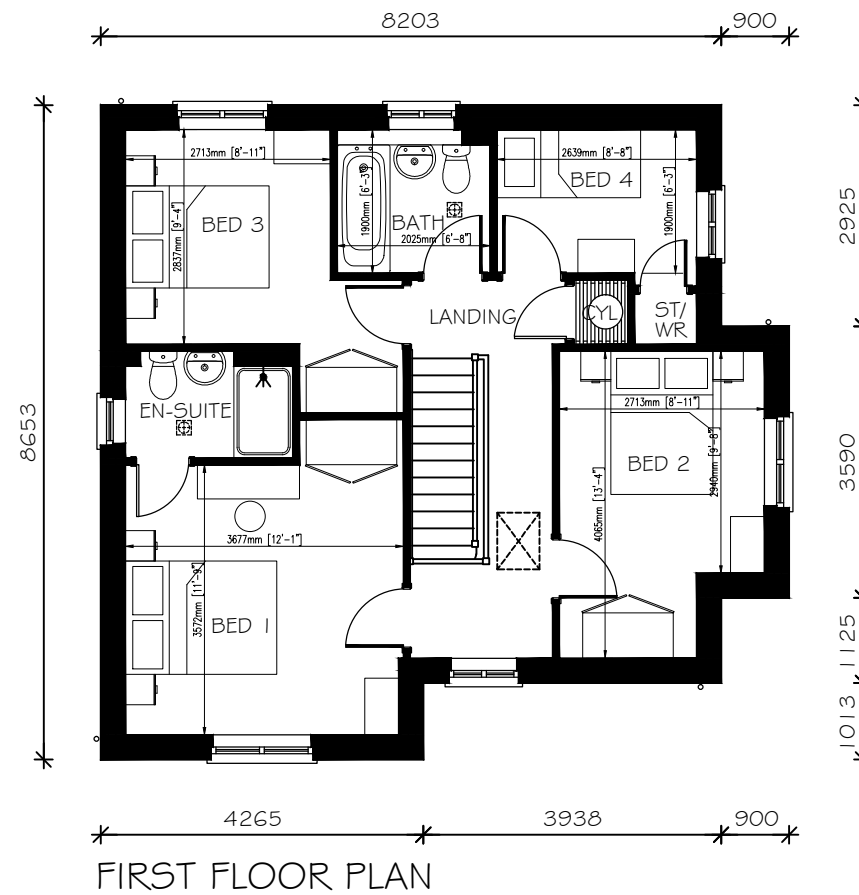 8203
900
2713mm [8'-11"]
2639mm [8'-8"]
BED 4
1900mm [6'-3"]
1900mm [6'-3"]
2925
BED 3
2837mm [9'-4"]
BATH
2025mm [6'-8"]
LANDING
CYL
ST/
WR
8653
EN-SUITE
2713mm [8'-11"]
BED 2
2940mm [9'-8"]
4065mm [13'-4"]
3590
3677mm [12'-1"]
3572mm [11'-9"]
BED 1
1125
1013
4265
3938
900
FIRST FLOOR PLAN